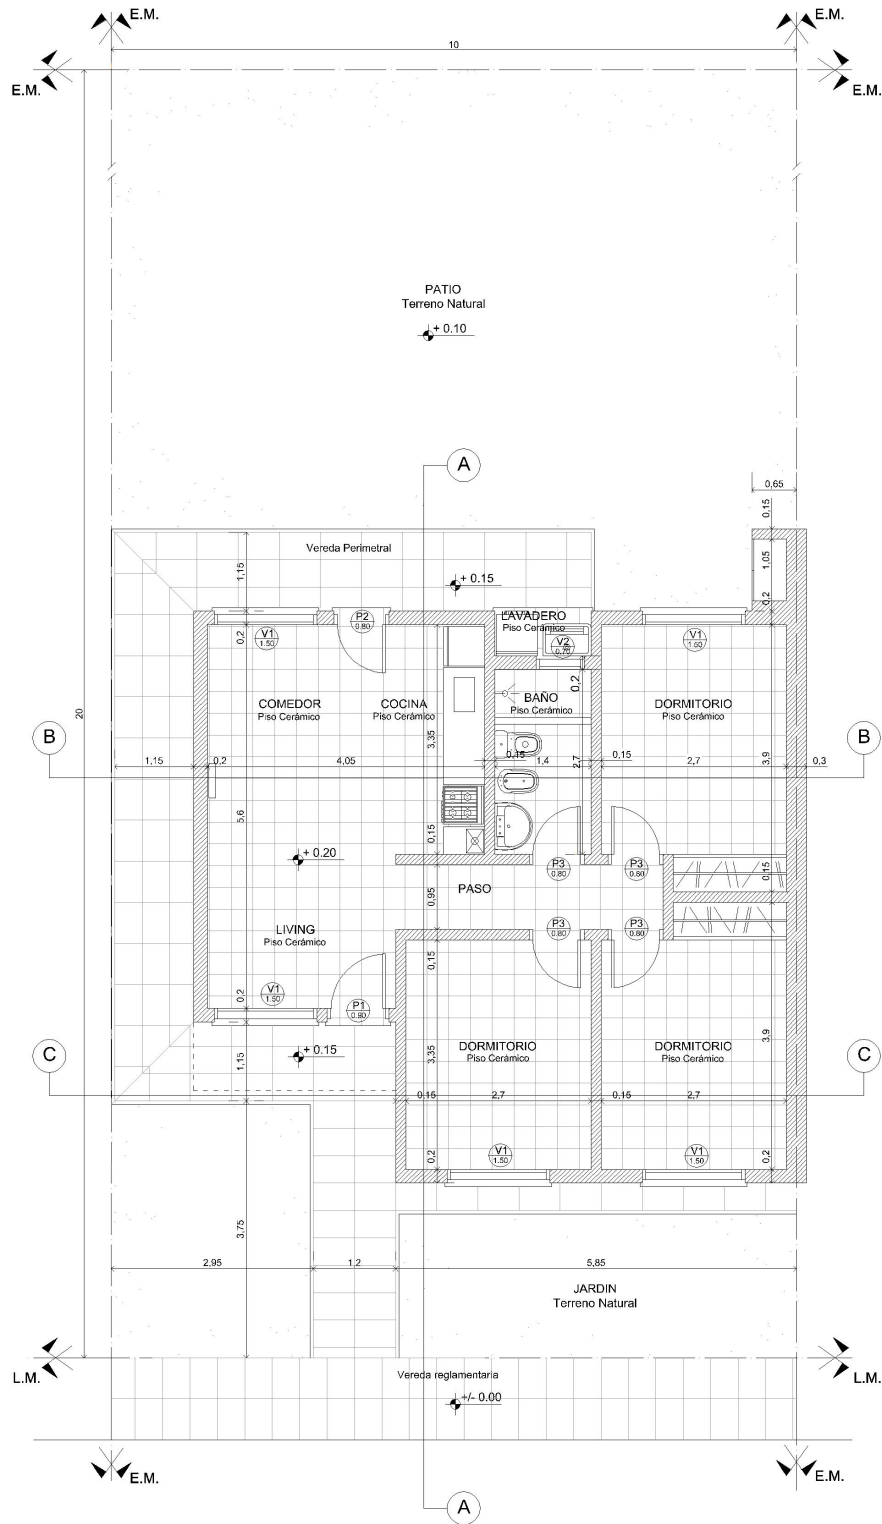 E.M.
E.M.
10
E.M.
E.M.
PATIO
Terreno Natural
+ 0.10
A
0,65
0,15
Vereda Perimetral
1,15
+ 0.15
1,05
0,2
P2
0.80
LAVADERO
Piso Cerámico
V1
1.50
0,2
V2
0.70
V1
1.50
0,2
COMEDOR
Piso Cerámico
COCINA
Piso Cerámico
BAÑO
Piso Cerámico
DORMITORIO
Piso Cerámico
20
B
B
3,35
0,15
0,15
2,7
3,9
1,15
0,2
4,05
1,4
2,7
0,3
5,6
0,15
+ 0.20
P3
0.80
P3
0.80
0,15
PASO
0,95
LIVING
Piso Cerámico
P3
0.80
P3
0.80
0,15
V1
1.50
0,2
P1
0.90
C
+ 0.15
1,15
3,35
DORMITORIO
Piso Cerámico
DORMITORIO
Piso Cerámico
3,9
C
0,15
2,7
0,15
2,7
V1
1.50
V1
1.50
0,2
0,2
3,75
2,95
1,2
5,85
JARDIN
Terreno Natural
L.M.
L.M.
Vereda reglamentaria
+/- 0.00
E.M.
E.M.
A